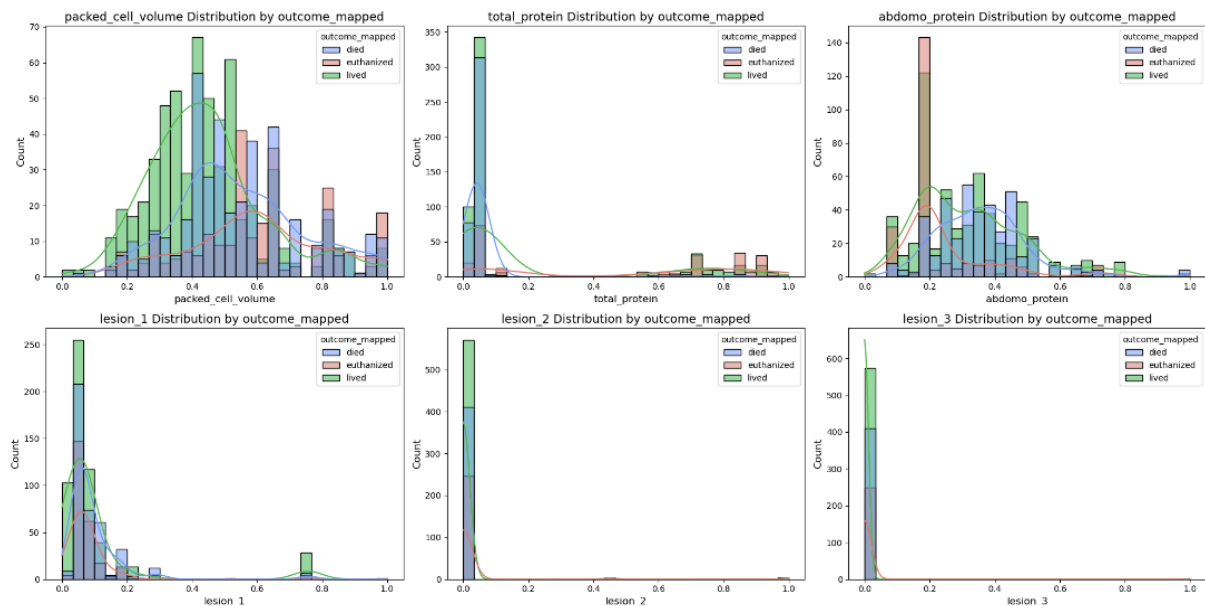 packed_cell_volume Distribution by outcome_mapped
70
60
50
40
30
20
10
0
Count
0.0 0.2 0.4 0.6 0.8 1.0
packed_cell_volume
outcome_mapped
died
euthanized
lived
total_protein Distribution by outcome_mapped
350
300
250
200
150
100
50
0
Count
0.0 0.2 0.4 0.6 0.8 1.0
total_protein
outcome_mapped
died
euthanized
lived
abdomo_protein Distribution by outcome_mapped
140
120
100
80
60
40
20
0
Count
0.0 0.2 0.4 0.6 0.8 1.0
abdomo_protein
outcome_mapped
died
euthanized
lived
lesion_1 Distribution by outcome_mapped
250
200
150
100
50
0
Count
0.0 0.2 0.4 0.6 0.8 1.0
lesion_1
outcome_mapped
died
euthanized
lived
lesion_2 Distribution by outcome_mapped
500
400
300
200
100
0
Count
0.0 0.2 0.4 0.6 0.8 1.0
lesion_2
outcome_mapped
died
euthanized
lived
lesion_3 Distribution by outcome_mapped
600
500
400
300
200
100
0
Count
0.0 0.2 0.4 0.6 0.8 1.0
lesion_3
outcome_mapped
died
euthanized
lived